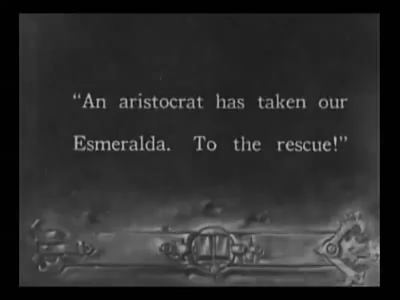 “An aristocrat has taken our
Esmeralda. To the rescue!”